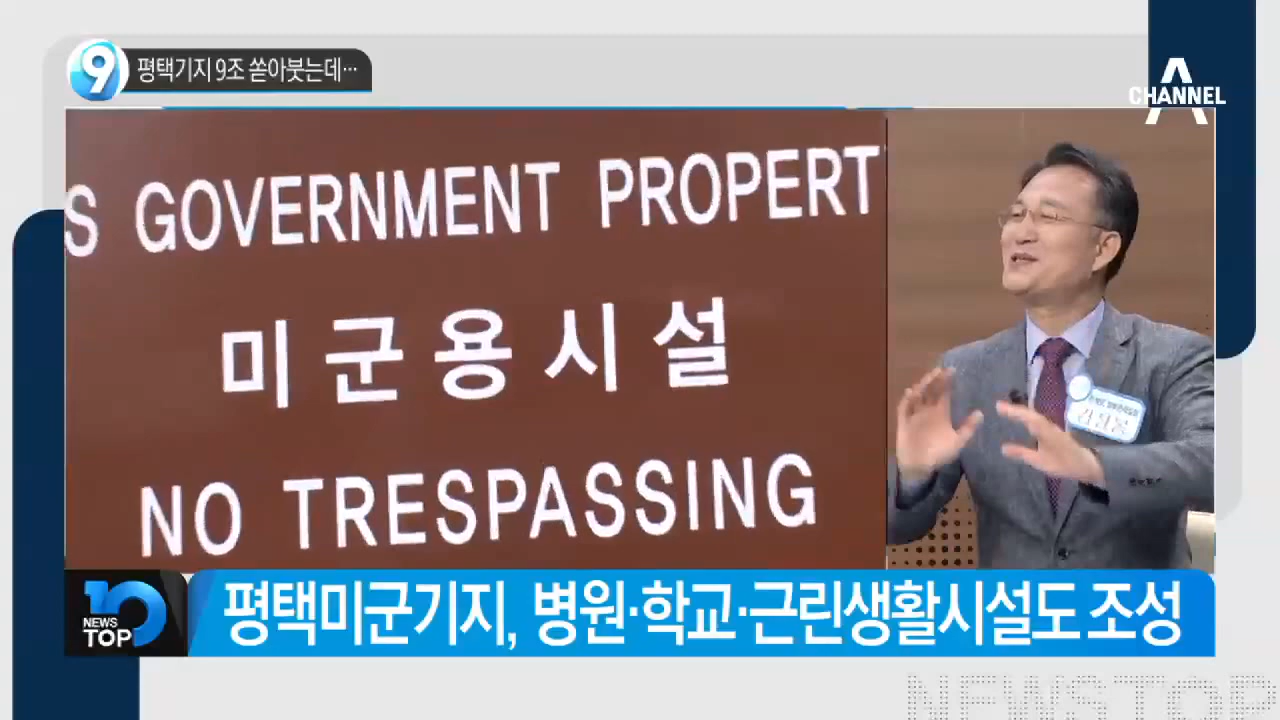 9 평택기지 9조 쏟아붓는데…
CHANNEL A
S GOVERNMENT PROPERT
미군용시설
NO TRESPASSING
NEWS TOP 10
평택미군기지, 병원·학교·근린생활시설도 조성
NEWSTOP